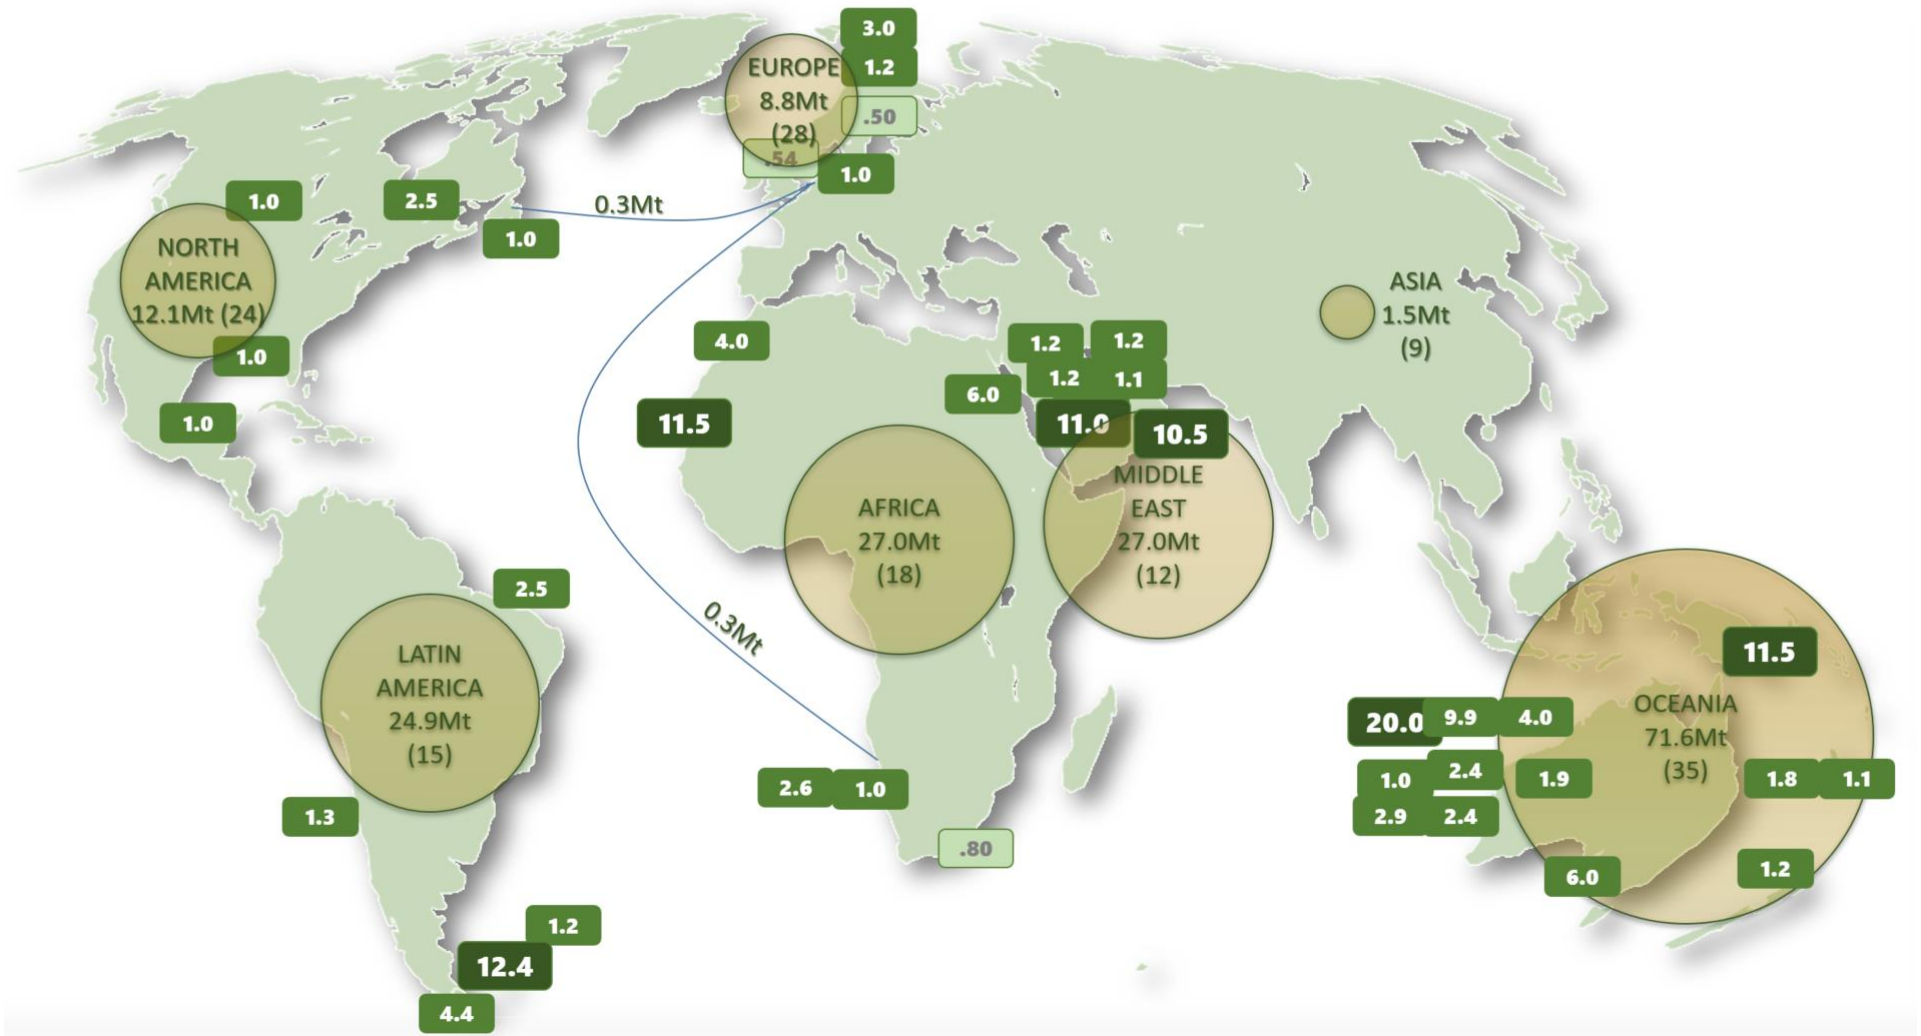 3.0
EUROPE
8.8Mt
(28)
1.2
.50
.54
1.0
1.0
2.5
1.0
0.3Mt
NORTH
AMERICA
12.1Mt (24)
1.0
1.0
ASIA
1.5Mt
(9)
4.0
11.5
6.0
1.2
1.2
1.2
1.1
11.0
10.5
AFRICA
27.0Mt
(18)
MIDDLE
EAST
27.0Mt
(12)
2.5
LATIN
AMERICA
24.9Mt
(15)
0.3Mt
1.3
2.6
1.0
.80
1.2
12.4
4.4
11.5
OCEANIA
71.6Mt
(35)
20.0
9.9
4.0
1.0
2.4
1.9
1.8
1.1
2.9
2.4
6.0
1.2